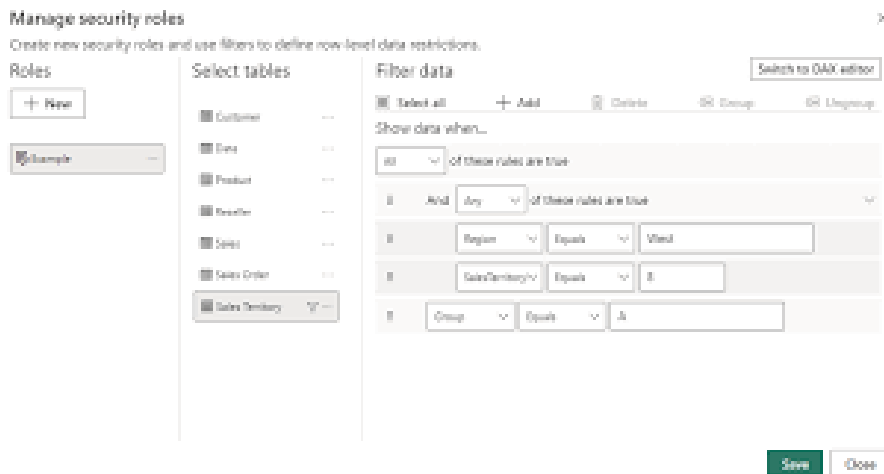 Manage security roles
Create new security roles and use filters to define row-level data restrictions.
Roles
+ New
Example
Select tables
Customer
Date
Product
Reseller
Sales
Sales Order
Sales Territory
Filter data
Switch to DAX editor
Select all + Add Delete Group Ungroup
Show data when...
All of these rules are true
And Any of these rules are true
Region Equals West
SalesTerritory Equals
Group Equals A
Save Close